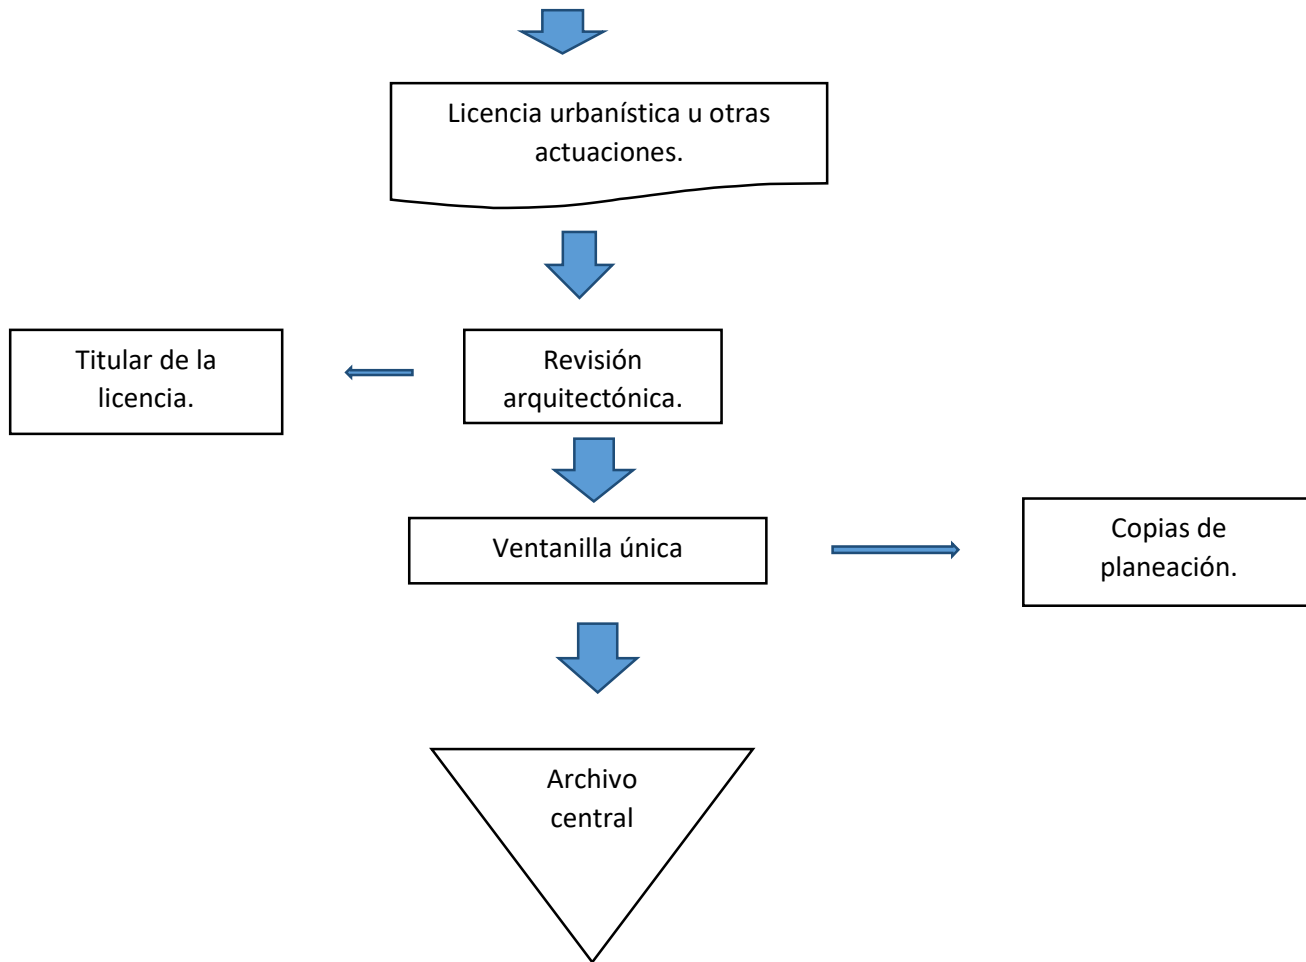 Licencia urbanística u otras
actuaciones.
Titular de la
licencia.
Revisión
arquitectónica.
Ventanilla única
Copias de
planeación.
Archivo
central